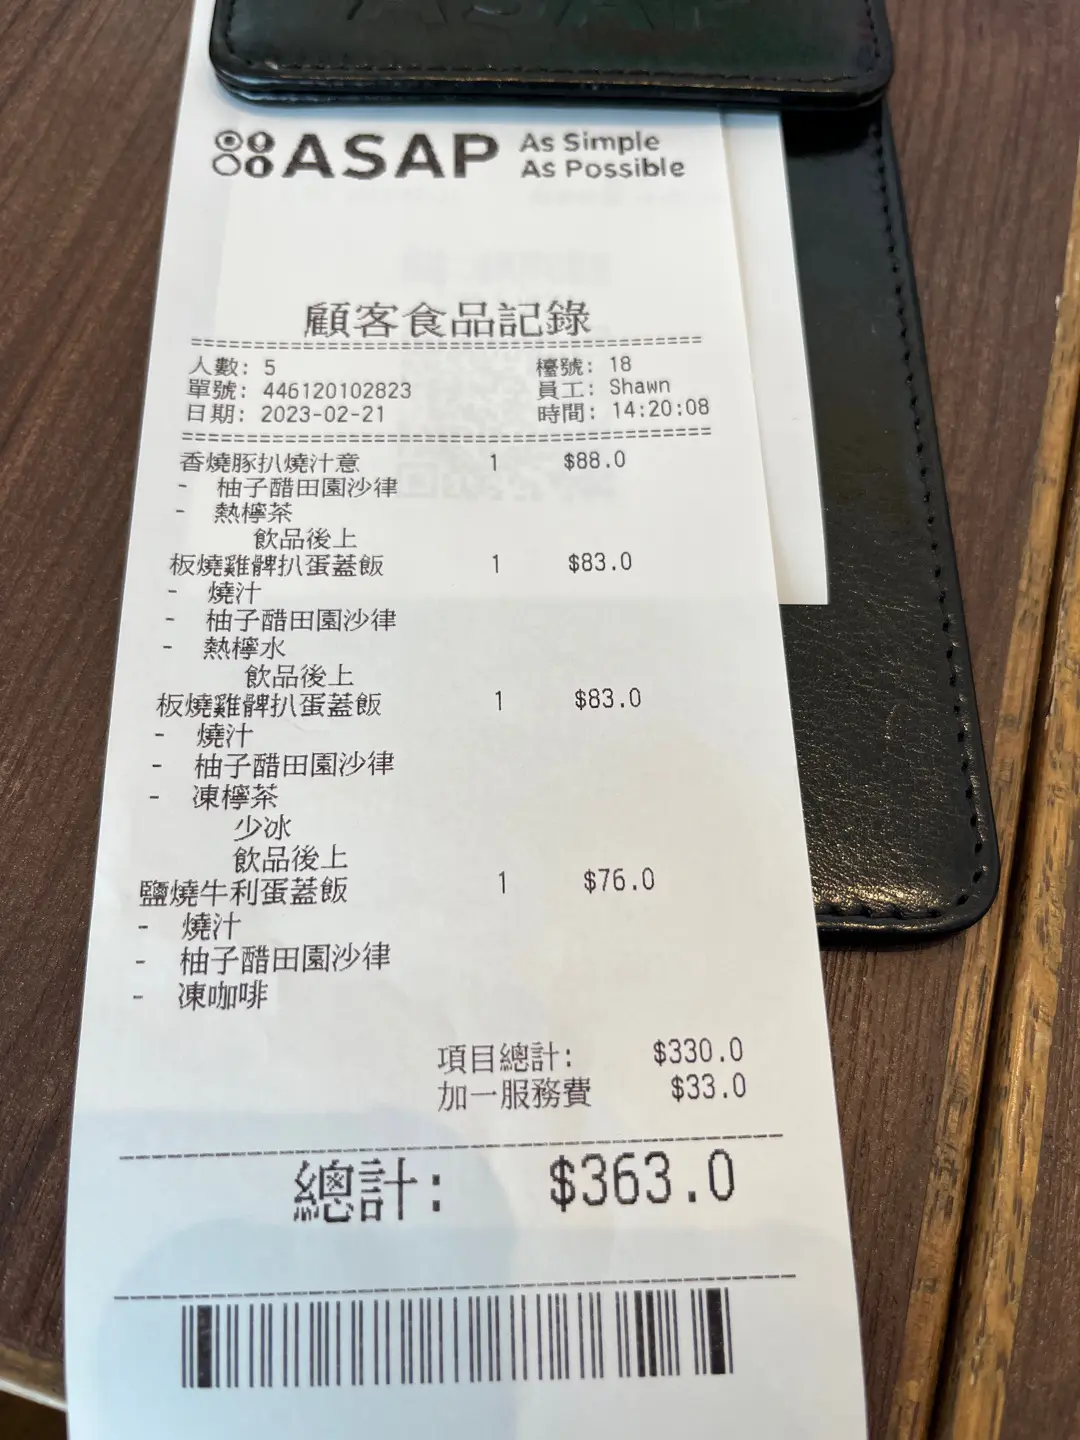 ASAP As Simple
As Possible
顧客食品記錄
人數: 5 檯號: 18
單號: 446120102823 員工: Shawn
日期: 2023-02-21 時間: 14:20:08
香燒豚扒燒汁意 1 $88.0
- 柚子醋田園沙律
- 熱檸茶
飲品後上
板燒雞髀扒蛋蓋飯 1 $83.0
- 燒汁
- 柚子醋田園沙律
- 熱檸水
飲品後上
板燒雞髀扒蛋蓋飯 1 $83.0
- 燒汁
- 柚子醋田園沙律
- 凍檸茶
少冰
飲品後上
鹽燒牛利蛋蓋飯 1 $76.0
- 燒汁
- 柚子醋田園沙律
- 凍咖啡
項目總計: $330.0
加一服務費 $33.0
總計: $363.0